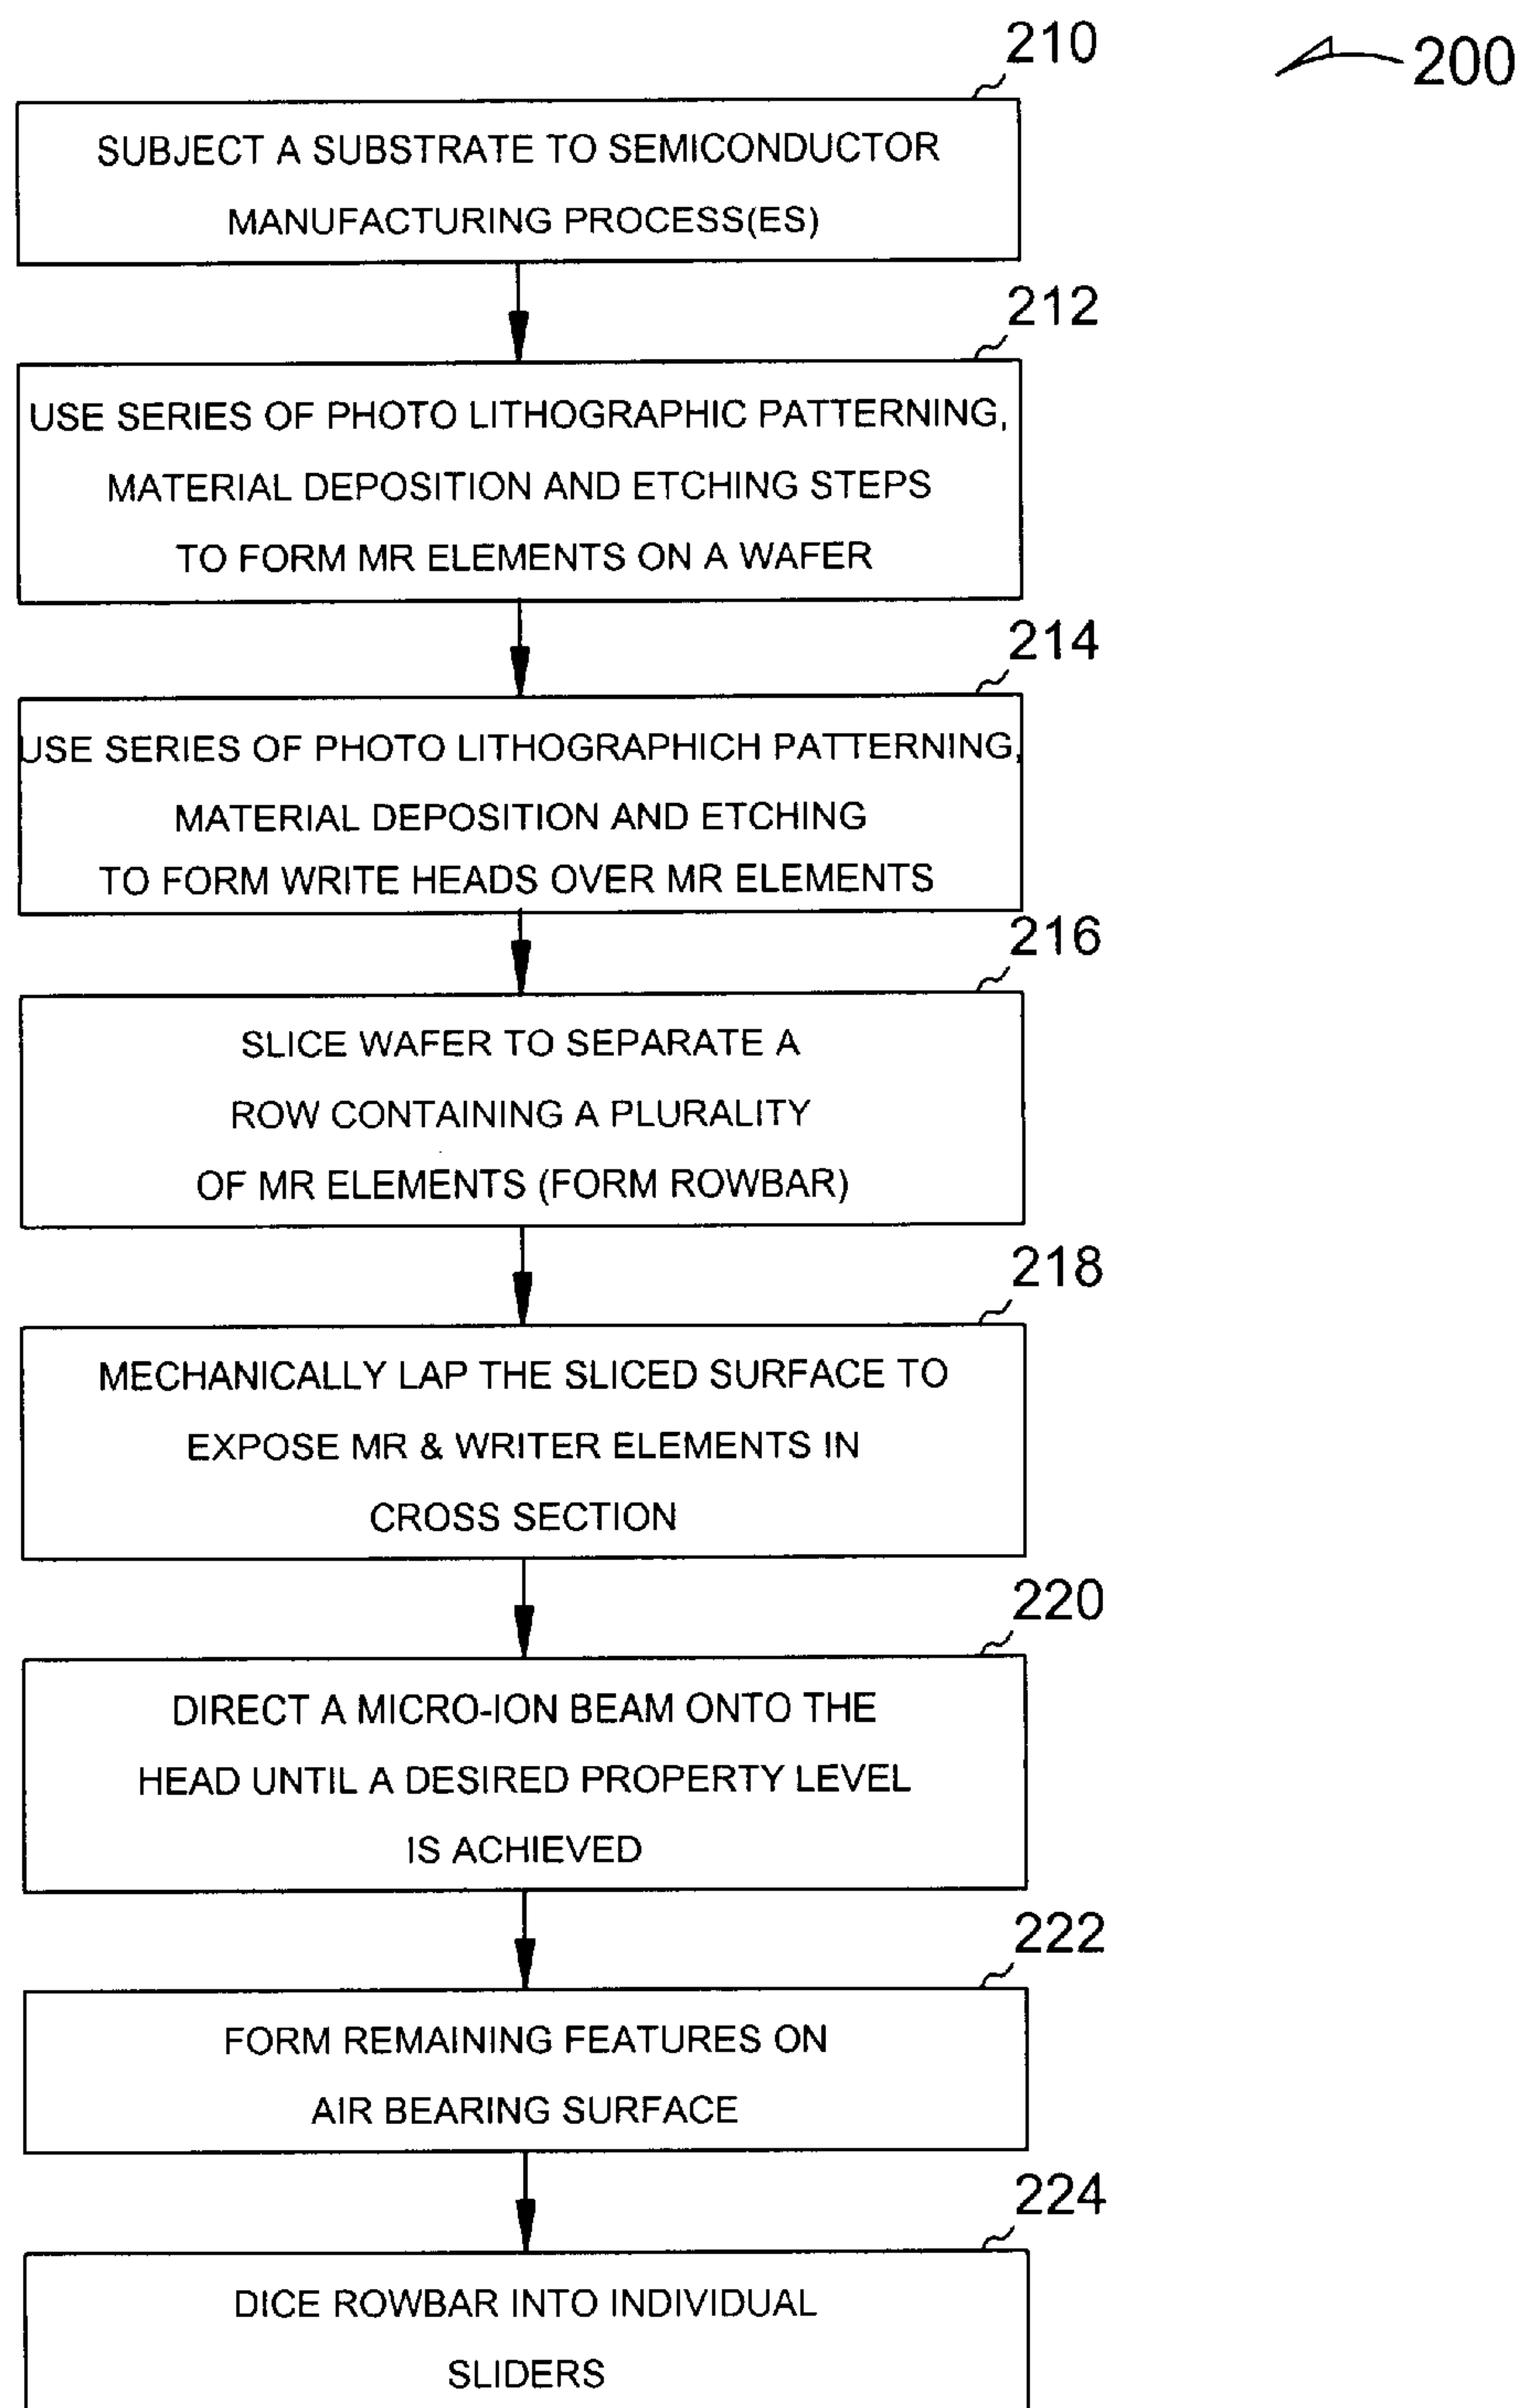 210
200
SUBJECT A SUBSTRATE TO SEMICONDUCTOR
MANUFACTURING PROCESS(ES)
212
USE SERIES OF PHOTO LITHOGRAPHIC PATTERNING,
MATERIAL DEPOSITION AND ETCHING STEPS
TO FORM MR ELEMENTS ON A WAFER
214
USE SERIES OF PHOTO LITHOGRAPHICH PATTERNING,
MATERIAL DEPOSITION AND ETCHING
TO FORM WRITE HEADS OVER MR ELEMENTS
216
SLICE WAFER TO SEPARATE A
ROW CONTAINING A PLURALITY
OF MR ELEMENTS (FORM ROWBAR)
218
MECHANICALLY LAP THE SLICED SURFACE TO
EXPOSE MR & WRITER ELEMENTS IN
CROSS SECTION
220
DIRECT A MICRO-ION BEAM ONTO THE
HEAD UNTIL A DESIRED PROPERTY LEVEL
IS ACHIEVED
222
FORM REMAINING FEATURES ON
AIR BEARING SURFACE
224
DICE ROWBAR INTO INDIVIDUAL
SLIDERS